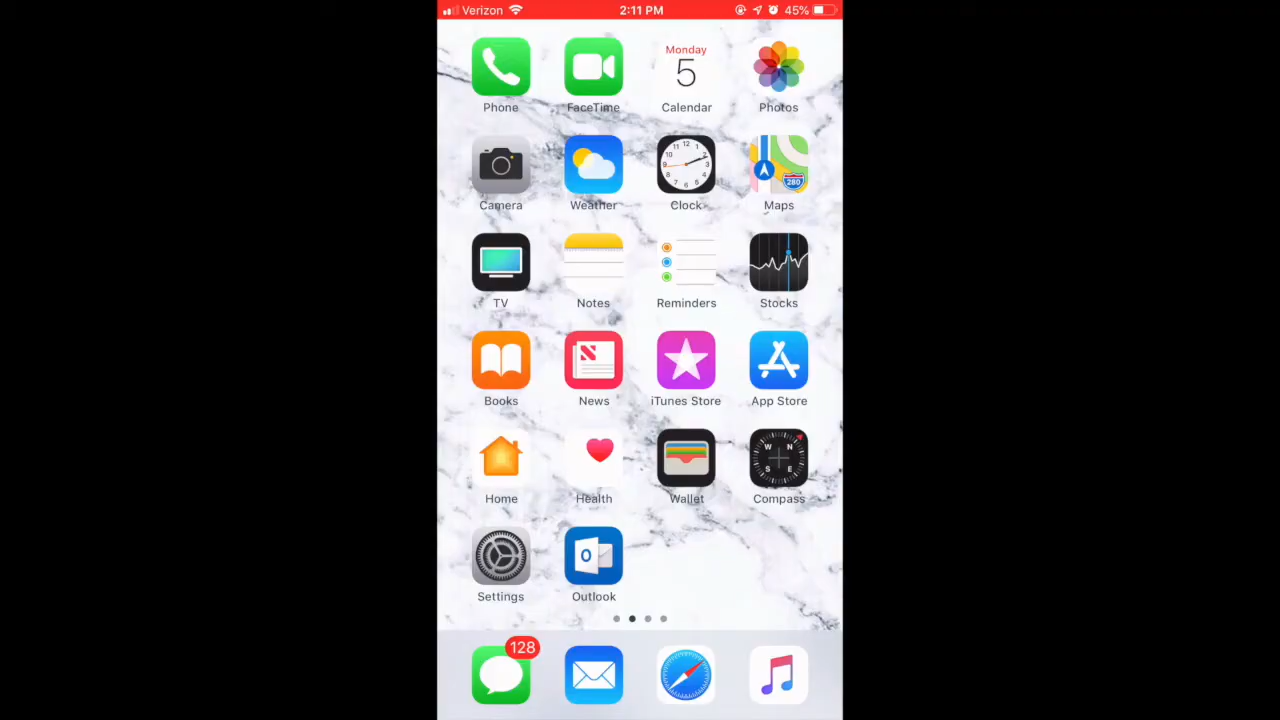 Verizon 2:11 PM 45%
Monday
5
Phone FaceTime Calendar Photos
280
Camera Weather Clock Maps
TV Notes Reminders Stocks
Books News iTunes Store App Store
W N
S E
Home Health Wallet Compass
O
Settings Outlook
128